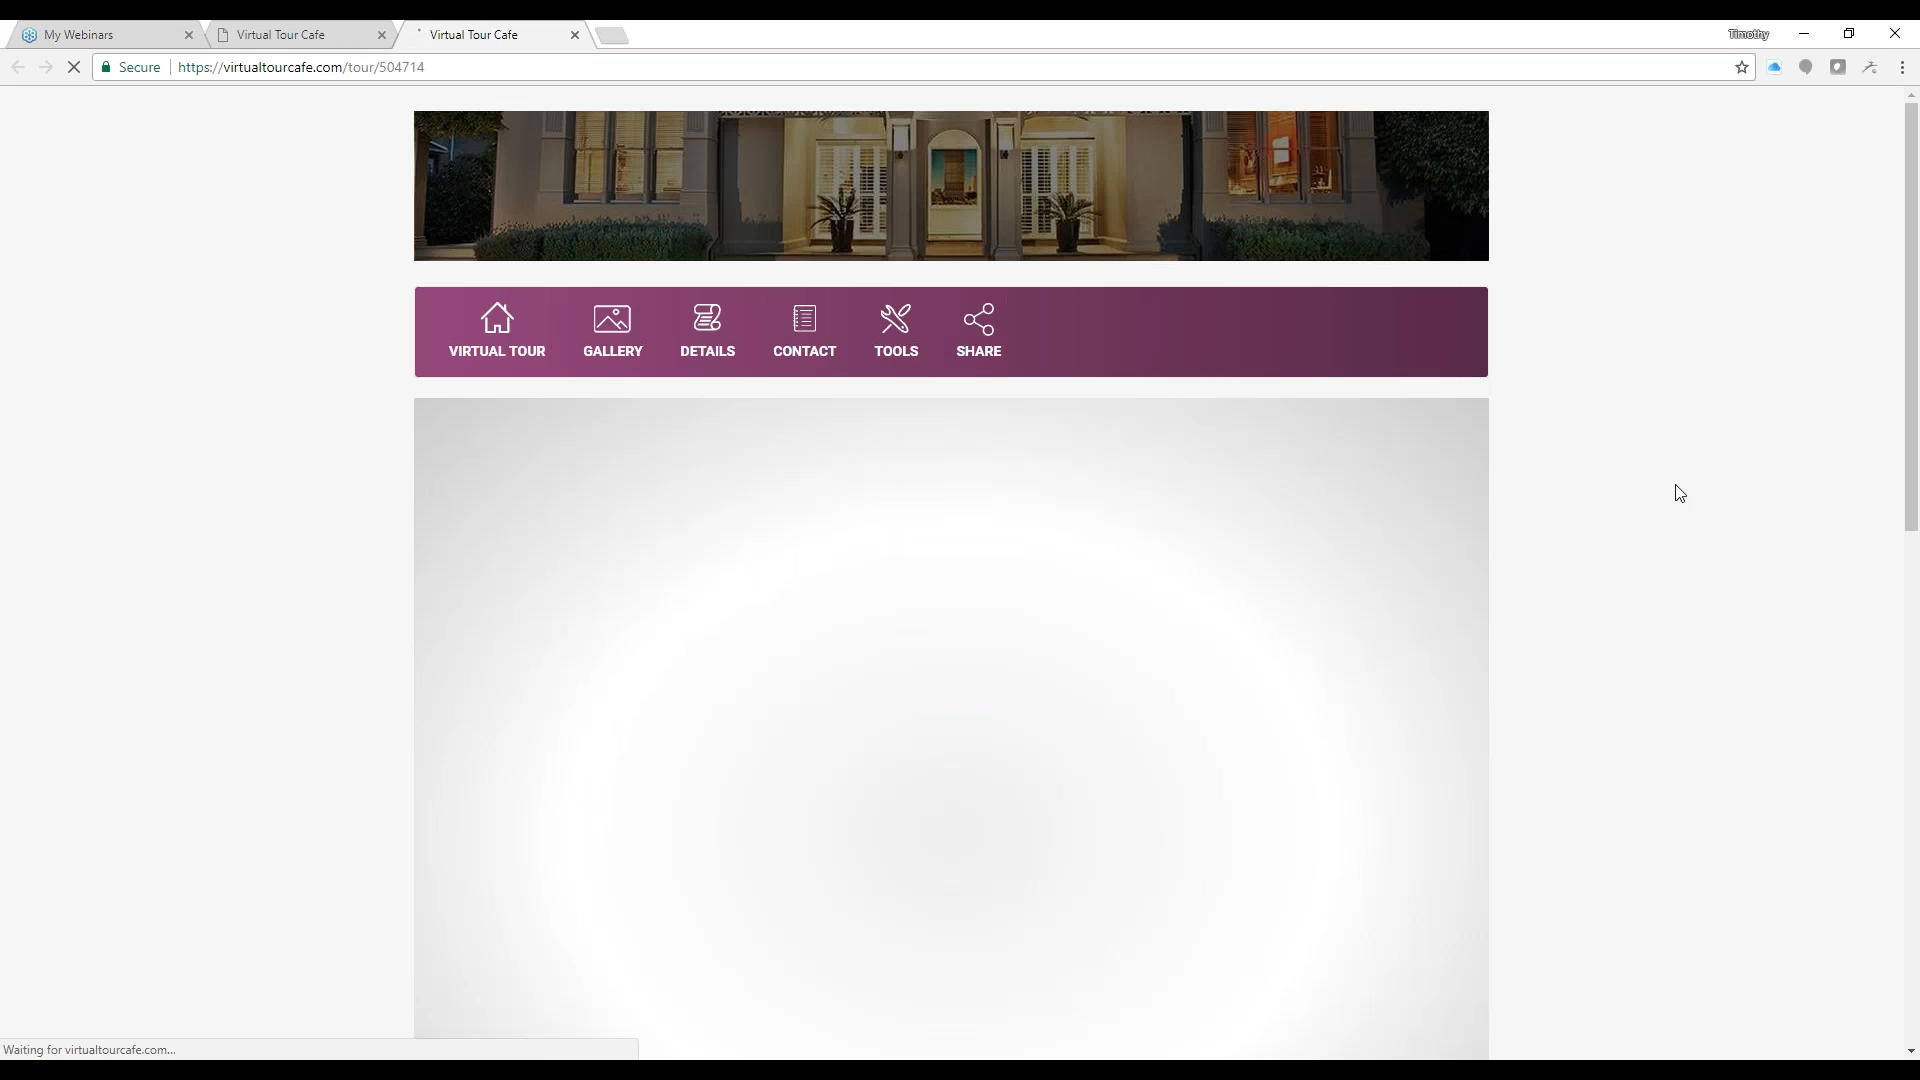 My Webinars
Virtual Tour Cafe
Virtual Tour Cafe
Timothy
Secure
https://virtualtourcafe.com/tour/504714
VIRTUAL TOUR
GALLERY
DETAILS
CONTACT
TOOLS
SHARE
Waiting for virtualtourcafe.com...